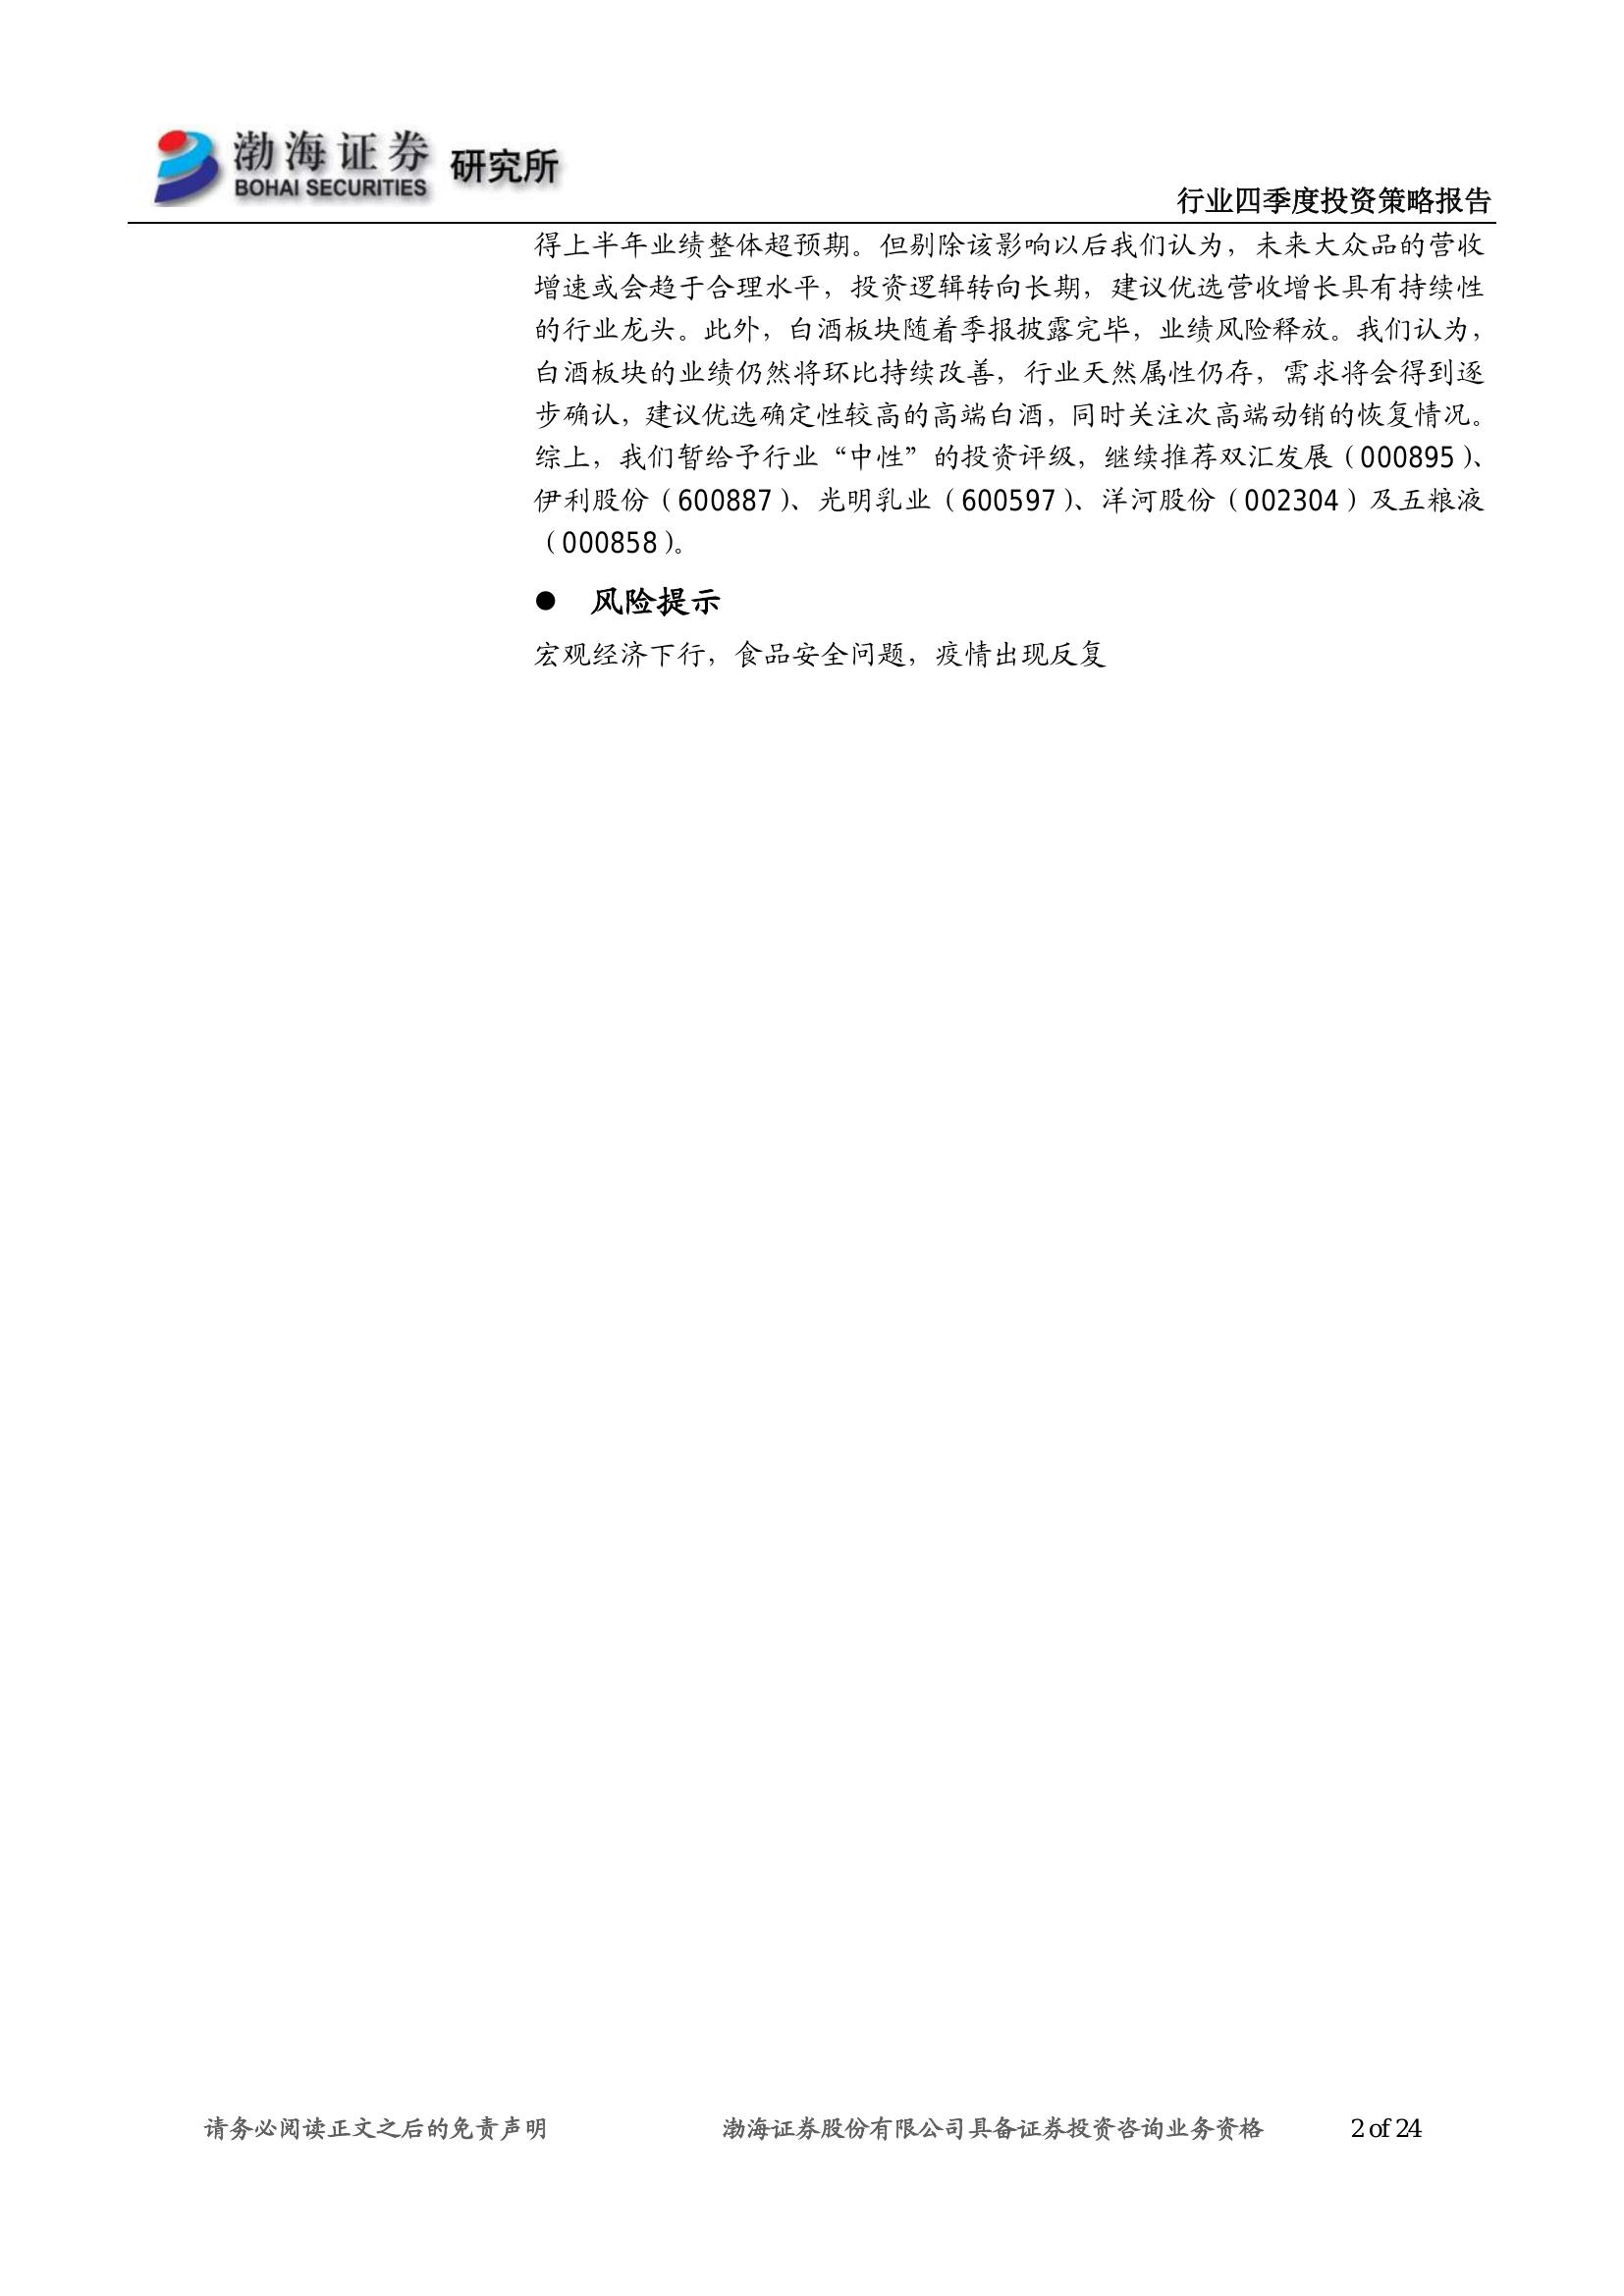 渤海证券
BOHAI SECURITIES
研究所
行业四季度投资策略报告
得上半年业绩整体超预期。但剔除该影响以后我们认为，未来大众品的营收
增速或会趋于合理水平，投资逻辑转向长期，建议优选营收增长具有持续性
的行业龙头。此外，白酒板块随着季报披露完毕，业绩风险释放。我们认为，
白酒板块的业绩仍然将环比持续改善，行业天然属性仍存，需求将会得到逐
步确认，建议优选确定性较高的高端白酒，同时关注次高端动销的恢复情况。
综上，我们暂给予行业“中性”的投资评级，继续推荐双汇发展（000895）、
伊利股份（600887）、光明乳业（600597）、洋河股份（002304）及五粮液
（000858）。
● 风险提示
宏观经济下行，食品安全问题，疫情出现反复
请务必阅读正文之后的免责声明 渤海证券股份有限公司具备证券投资咨询业务资格 2 of 24